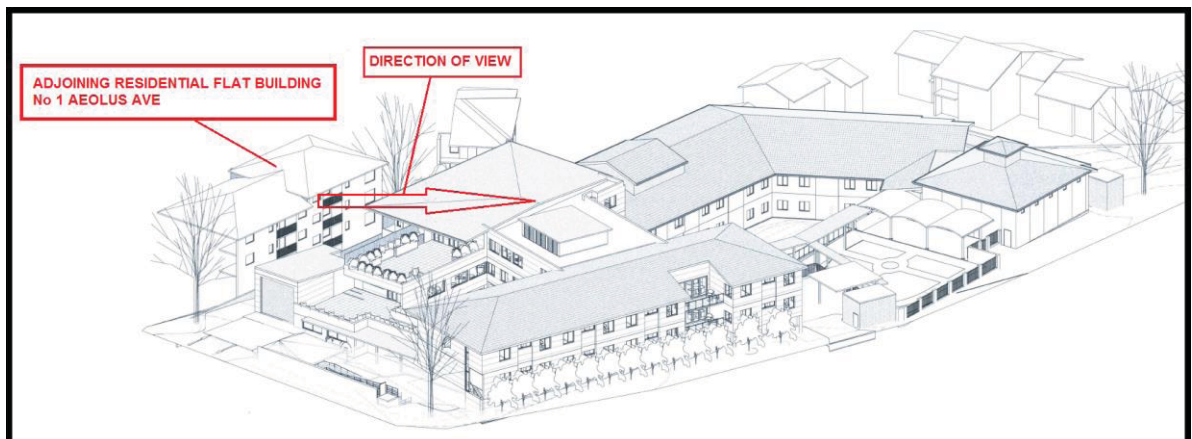 DIRECTION OF VIEW
ADJOINING RESIDENTIAL FLAT BUILDING
No 1 AEOLUS AVE